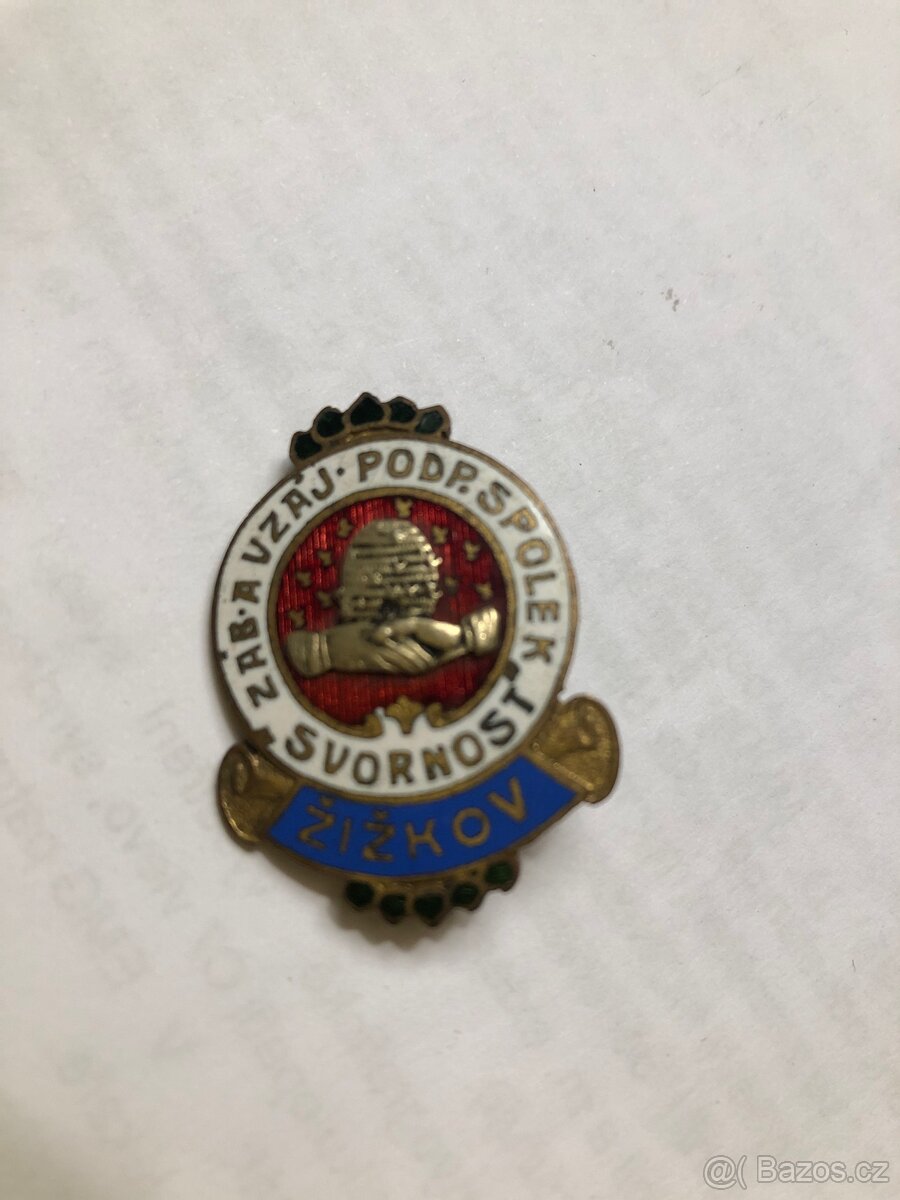 ZÁB. A VZÁJ. PODP. SPOLEK
SVORNOST
ŽIŽKOV
@( Bazos.cz